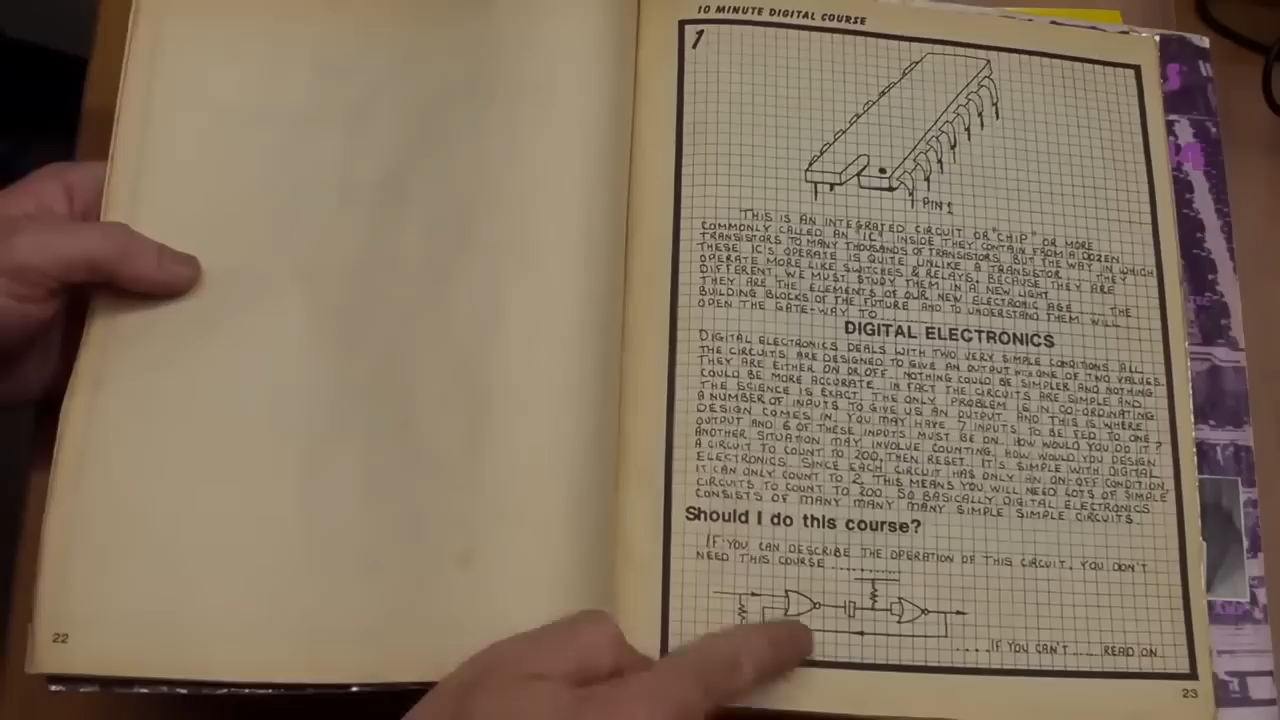 10 MINUTE DIGITAL COURSE
1
PIN 1
THIS IS AN INTEGRATED CIRCUIT OR "CHIP" OR MORE
COMMONLY CALLED AN "IC". INSIDE THEY CONTAIN FROM A DOZEN
TRANSISTORS TO MANY THOUSANDS OF TRANSISTORS. BUT THE WAY IN WHICH
THESE IC'S OPERATE IS QUITE UNLIKE A TRANSISTOR .... THEY
OPERATE MORE LIKE SWITCHES & RELAYS. BECAUSE THEY ARE
DIFFERENT, WE MUST STUDY THEM IN A NEW LIGHT.
THEY ARE THE ELEMENTS OF OUR NEW ELECTRONIC AGE ...... THE
BUILDING BLOCKS OF THE FUTURE AND TO UNDERSTAND THEM WILL
OPEN THE GATE-WAY TO.....
DIGITAL ELECTRONICS
DIGITAL ELECTRONICS DEALS WITH TWO VERY SIMPLE CONDITIONS. ALL
THE CIRCUITS ARE DESIGNED TO GIVE AN OUTPUT WITH ONE OF TWO VALUES.
THEY ARE EITHER ON OR OFF. NOTHING COULD BE SIMPLER AND NOTHING
COULD BE MORE ACCURATE. IN FACT THE CIRCUITS ARE SIMPLE AND
THE SCIENCE IS EXACT. THE ONLY PROBLEM IS IN CO-ORDINATING
A NUMBER OF INPUTS TO GIVE US AN OUTPUT. AND THIS IS WHERE
DESIGN COMES IN. YOU MAY HAVE 7 INPUTS TO BE FED TO ONE
OUTPUT AND 6 OF THESE INPUTS MUST BE ON. HOW WOULD YOU DO IT?
ANOTHER SITUATION MAY INVOLVE COUNTING. HOW WOULD YOU DESIGN
A CIRCUIT TO COUNT TO 200, THEN RESET. IT'S SIMPLE WITH DIGITAL
ELECTRONICS. SINCE EACH CIRCUIT HAS ONLY AN ON-OFF CONDITION,
IT CAN ONLY COUNT TO 2. THIS MEANS YOU WILL NEED LOTS OF SIMPLE
CIRCUITS TO COUNT TO 200. SO BASICALLY, DIGITAL ELECTRONICS
CONSISTS OF MANY MANY MANY SIMPLE SIMPLE CIRCUITS.
Should I do this course?
IF YOU CAN DESCRIBE THE OPERATION OF THIS CIRCUIT, YOU DON'T
NEED THIS COURSE ............
.....IF YOU CAN'T..... READ ON.
22
23